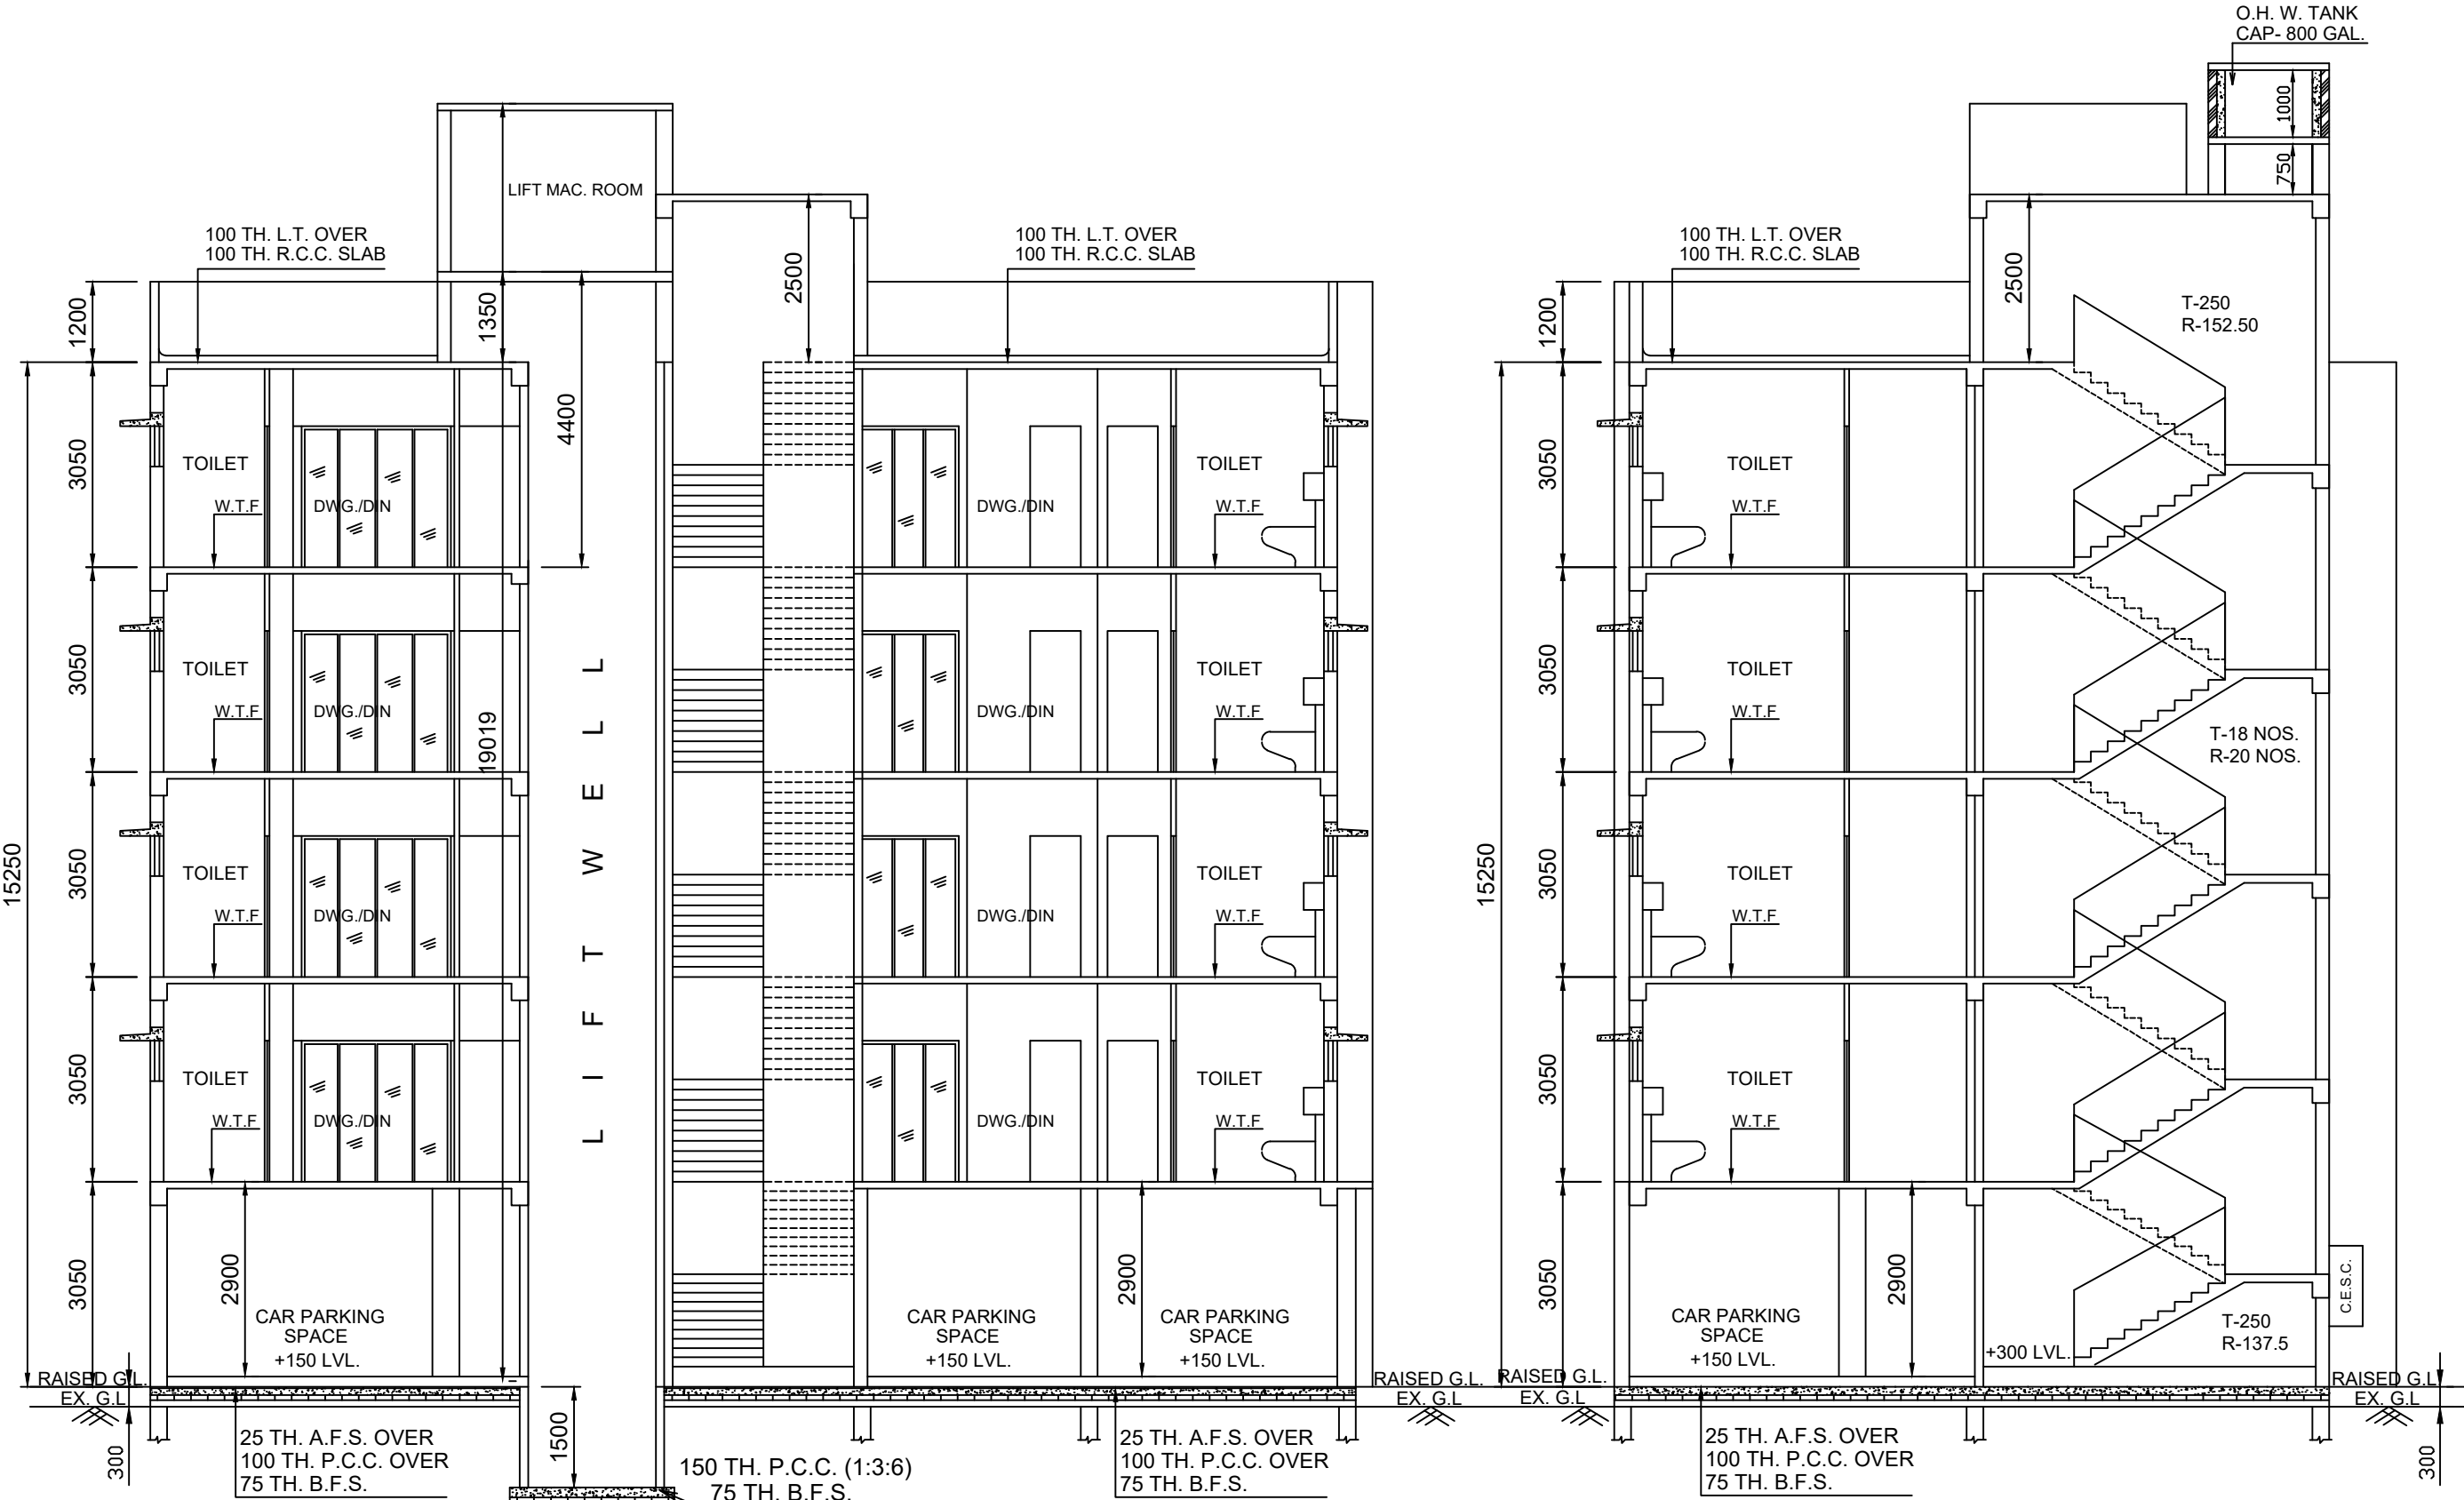 O.H. W. TANK
CAP- 800 GAL.
1000
750
LIFT MAC. ROOM
100 TH. L.T. OVER
100 TH. R.C.C. SLAB
100 TH. L.T. OVER
100 TH. R.C.C. SLAB
100 TH. L.T. OVER
100 TH. R.C.C. SLAB
1200
1350
2500
1200
2500
T-250
R-152.50
4400
3050
TOILET
W.T.F
DWG./DIN
DWG./DIN
TOILET
W.T.F
3050
TOILET
W.T.F
3050
TOILET
W.T.F
DWG./DIN
19019
DWG./DIN
TOILET
W.T.F
3050
TOILET
W.T.F
T-18 NOS.
R-20 NOS.
LIFT WELL
15250
3050
TOILET
W.T.F
DWG./DIN
DWG./DIN
TOILET
W.T.F
15250
3050
TOILET
W.T.F
3050
TOILET
W.T.F
DWG./DIN
DWG./DIN
TOILET
W.T.F
3050
TOILET
W.T.F
3050
2900
CAR PARKING
SPACE
+150 LVL.
CAR PARKING
SPACE
+150 LVL.
2900
CAR PARKING
SPACE
+150 LVL.
3050
CAR PARKING
SPACE
+150 LVL.
2900
+300 LVL.
T-250
R-137.5
C.E.S.C.
RAISED G.L.
EX. G.L
RAISED G.L.
EX. G.L
RAISED G.L.
EX. G.L
RAISED G.L
EX. G.L
300
25 TH. A.F.S. OVER
100 TH. P.C.C. OVER
75 TH. B.F.S.
1500
150 TH. P.C.C. (1:3:6)
75 TH. B.F.S.
25 TH. A.F.S. OVER
100 TH. P.C.C. OVER
75 TH. B.F.S.
25 TH. A.F.S. OVER
100 TH. P.C.C. OVER
75 TH. B.F.S.
300